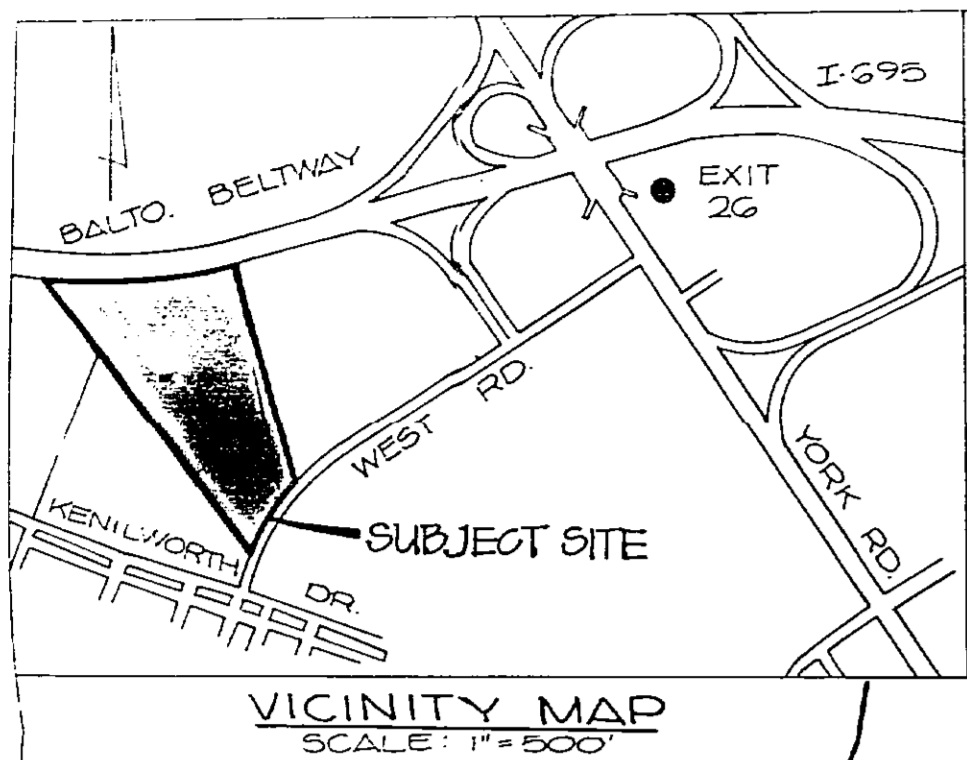 I-695
BALTO. BELTWAY
EXIT
26
WEST RD.
YORK RD.
KENILWORTH DR.
SUBJECT SITE
VICINITY MAP
SCALE: 1"=500'